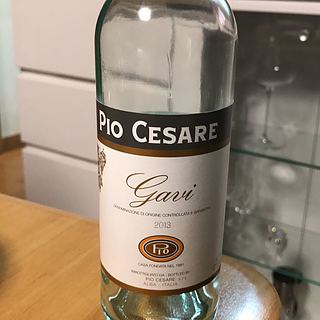 PIO CESARE
Gavi
DENOMINAZIONE DI ORIGINE CONTROLLATA E GARANTITA
2013
PIO
CASA FONDATA NEL 1881
IMBOTTIGLIATO DA - BOTTLED BY
PIO CESARE s.r.l.
ALBA - ITALIA